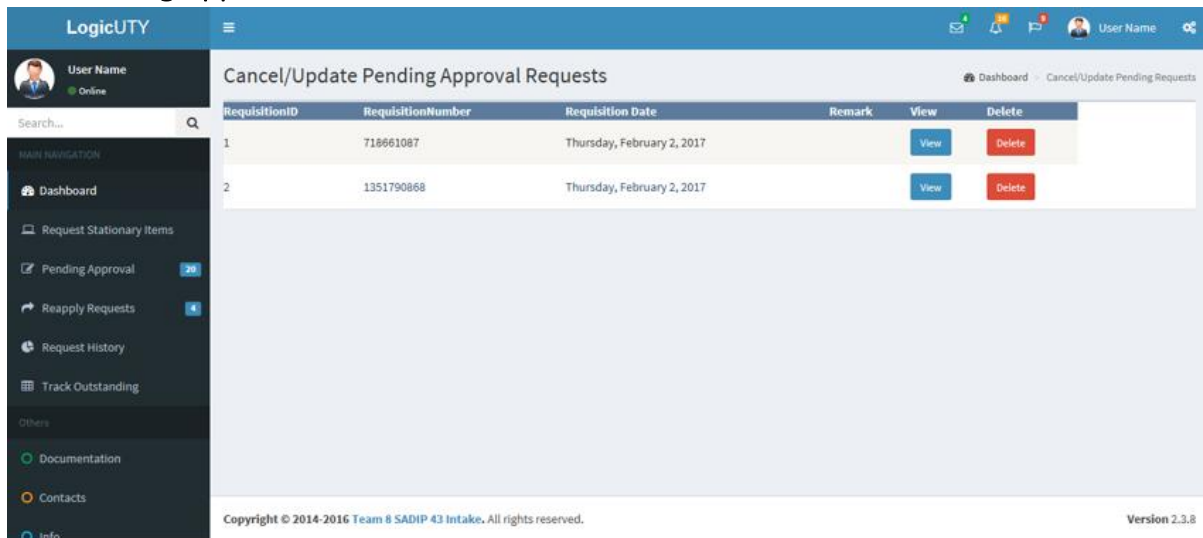 LogicUTY
4
10
9
User Name
User Name
Online
Search...
MAIN NAVIGATION
Dashboard
Request Stationary Items
Pending Approval 20
Reapply Requests 4
Request History
Track Outstanding
Others
Documentation
Contacts
Info
Cancel/Update Pending Approval Requests
Dashboard > Cancel/Update Pending Requests
RequisitionID RequisitionNumber Requisition Date Remark View Delete
1 718661087 Thursday, February 2, 2017 View Delete
2 1351790868 Thursday, February 2, 2017 View Delete
Copyright © 2014-2016 Team 8 SADIP 43 Intake. All rights reserved.
Version 2.3.8